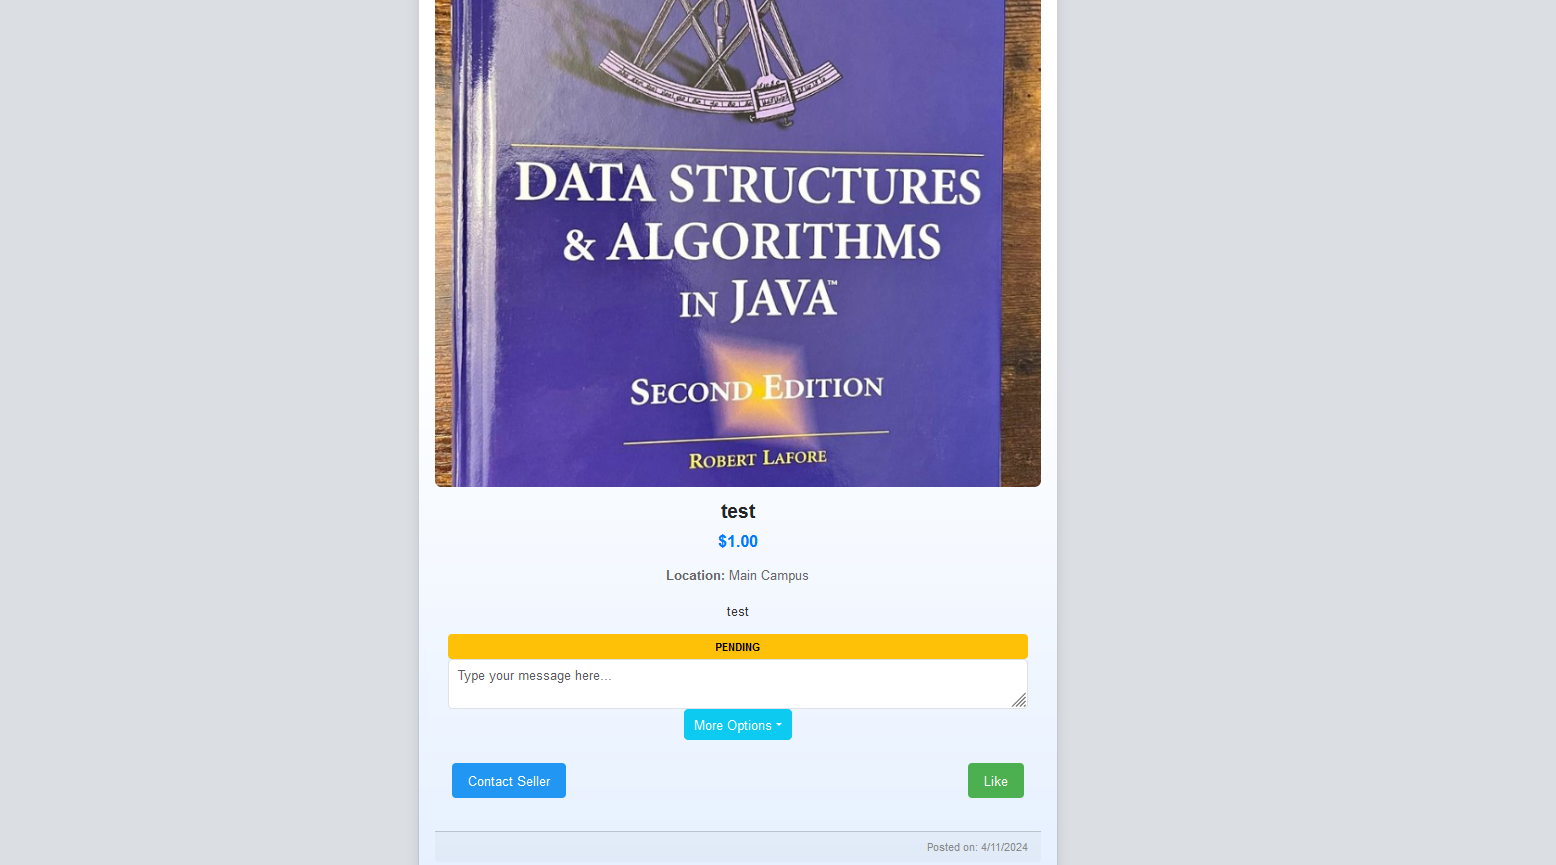 DATA STRUCTURES
& ALGORITHMS
IN JAVA™
SECOND EDITION
ROBERT LAFORE
test
$1.00
Location: Main Campus
test
PENDING
Type your message here...
More Options
Contact Seller
Like
Posted on: 4/11/2024